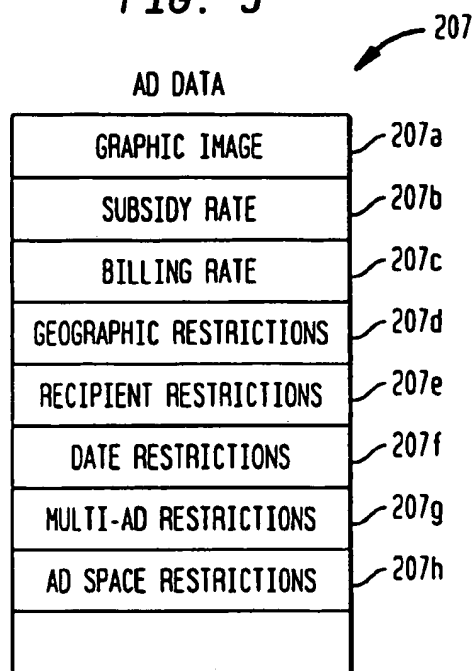 207
AD DATA
GRAPHIC IMAGE 207a
SUBSIDY RATE 207b
BILLING RATE 207c
GEOGRAPHIC RESTRICTIONS 207d
RECIPIENT RESTRICTIONS 207e
DATE RESTRICTIONS 207f
MULTI-AD RESTRICTIONS 207g
AD SPACE RESTRICTIONS 207h